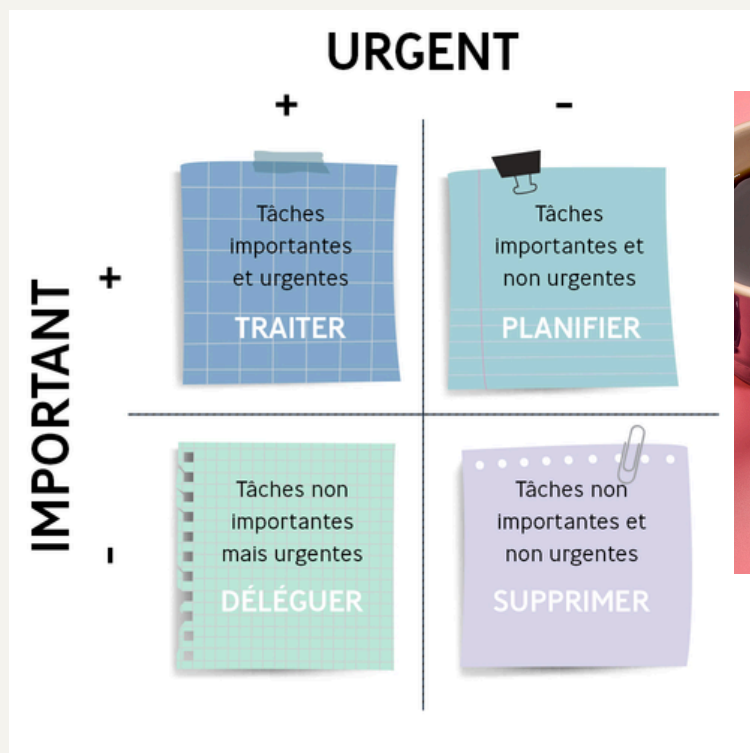 URGENT
+
-
IMPORTANT
+
-
Tâches
importantes
et urgentes
TRAITER
Tâches
importantes et
non urgentes
PLANIFIER
Tâches non
importantes
mais urgentes
DÉLÉGUER
Tâches non
importantes et
non urgentes
SUPPRIMER